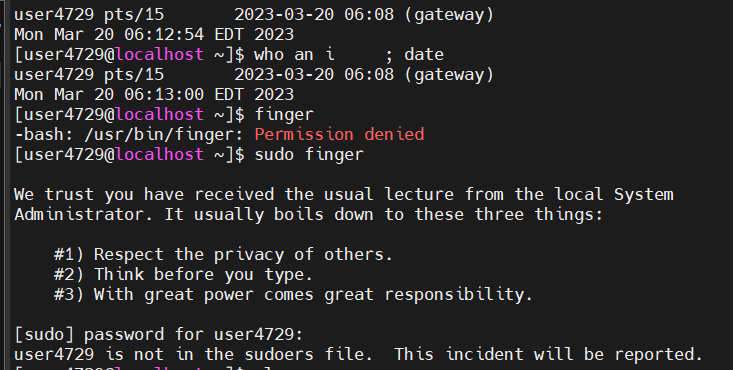 user4729 pts/15       2023-03-20 06:08 (gateway)
Mon Mar 20 06:12:54 EDT 2023
[user4729@localhost ~]$ who an i     ; date
user4729 pts/15       2023-03-20 06:08 (gateway)
Mon Mar 20 06:13:00 EDT 2023
[user4729@localhost ~]$ finger
-bash: /usr/bin/finger: Permission denied
[user4729@localhost ~]$ sudo finger

We trust you have received the usual lecture from the local System
Administrator. It usually boils down to these three things:

    #1) Respect the privacy of others.
    #2) Think before you type.
    #3) With great power comes great responsibility.

[sudo] password for user4729:
user4729 is not in the sudoers file.  This incident will be reported.